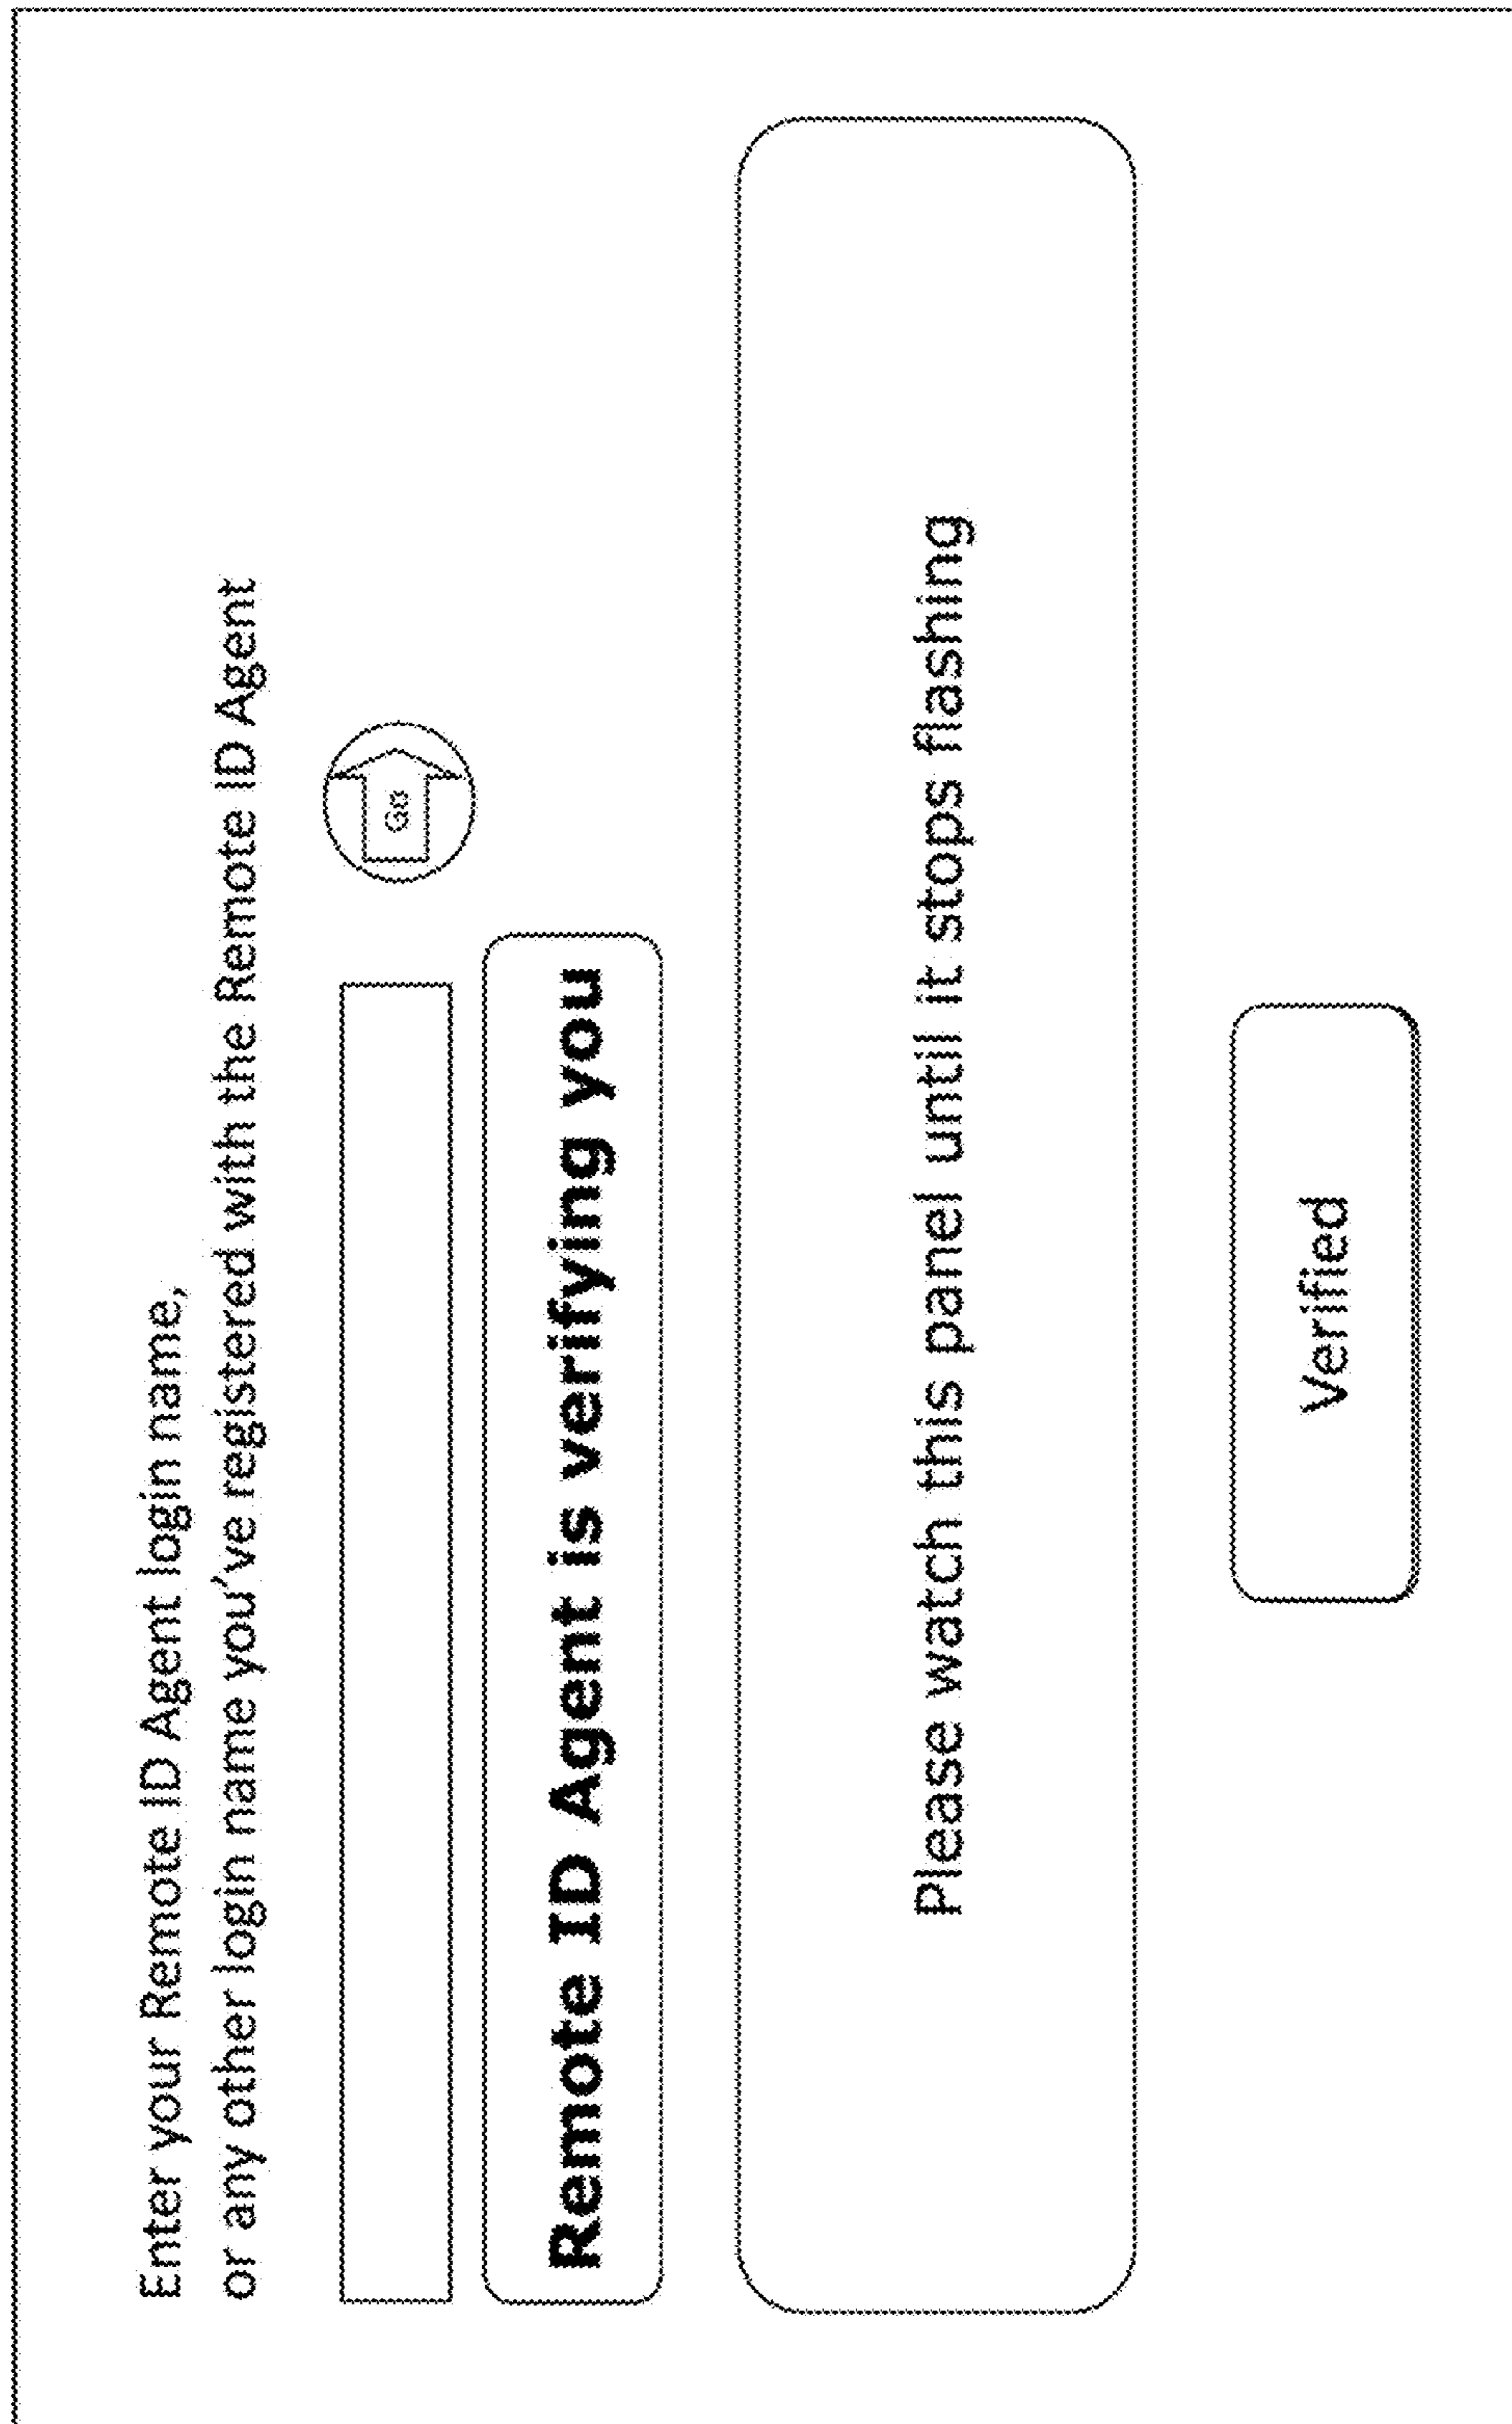 Enter your Remote ID Agent login name,
or any other login name you've registered with the Remote ID Agent
Go
Remote ID Agent is verifying you
Please watch this panel until it stops flashing
Verified